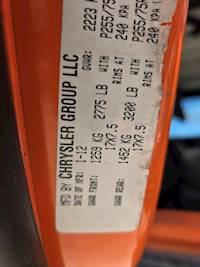 MFD BY CHRYSLER GROUP LLC
DATE OF MFR: 1-12 GVWR: 2223 K
GAWR FRONT: 1259 KG 2775 LB WITH P255/75
17X7.5 RIMS AT 240 KPA
GAWR REAR: 1452 KG 3200 LB WITH P255/75
17X7.5 RIMS AT 240 KPA